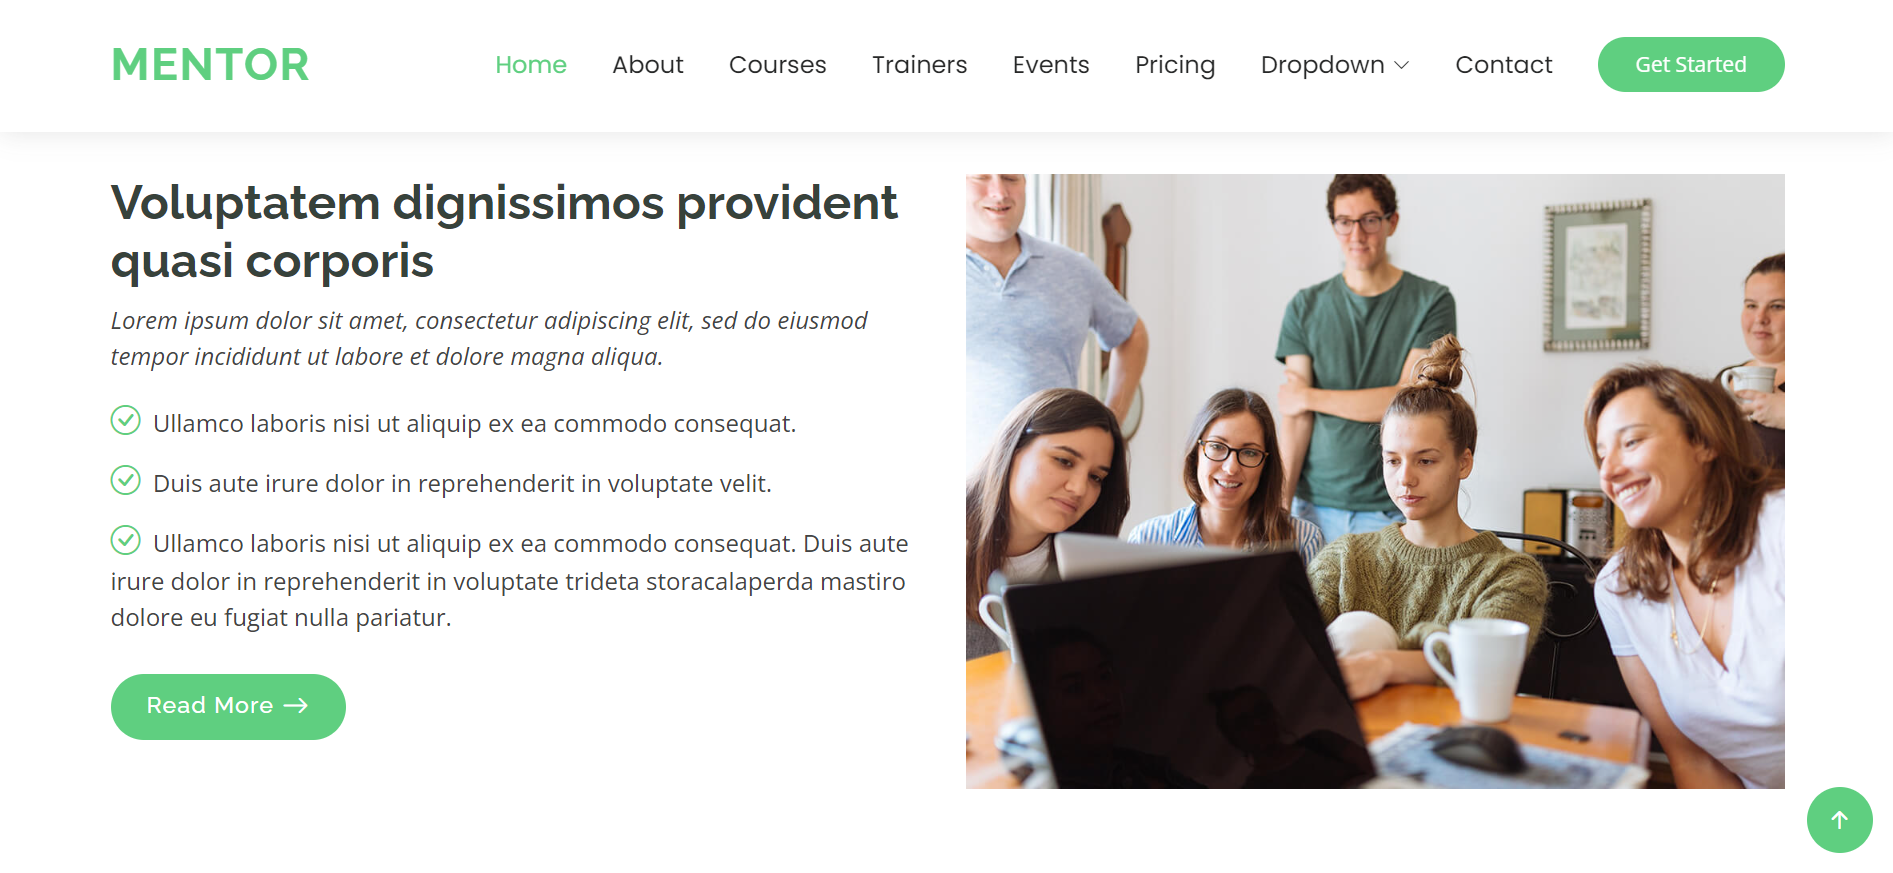 MENTOR
Home About Courses Trainers Events Pricing Dropdown Contact Get Started
Voluptatem dignissimos provident
quasi corporis
Lorem ipsum dolor sit amet, consectetur adipiscing elit, sed do eiusmod
tempor incididunt ut labore et dolore magna aliqua.
Ullamco laboris nisi ut aliquip ex ea commodo consequat.
Duis aute irure dolor in reprehenderit in voluptate velit.
Ullamco laboris nisi ut aliquip ex ea commodo consequat. Duis aute
irure dolor in reprehenderit in voluptate trideta storacalaperda mastiro
dolore eu fugiat nulla pariatur.
Read More